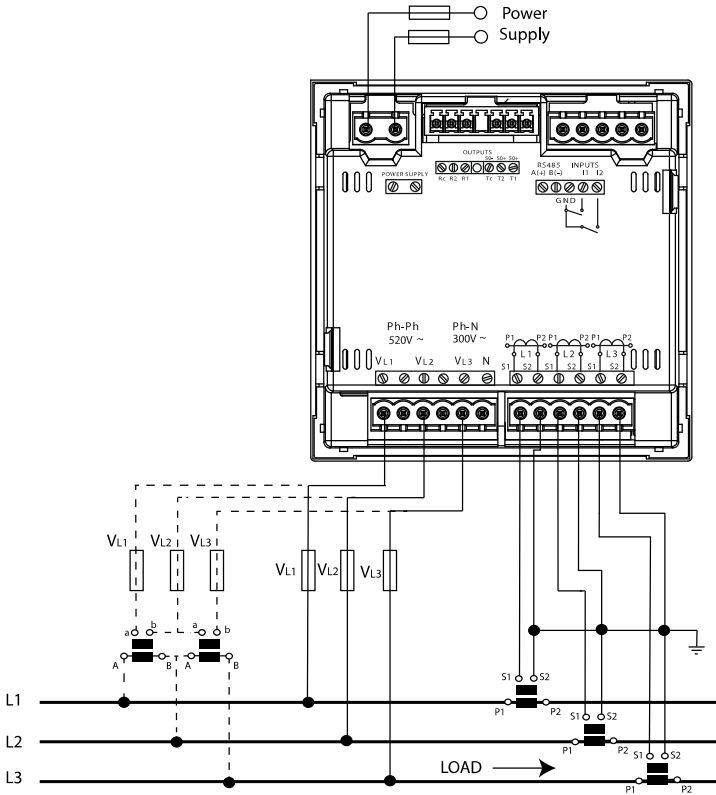 Power
Supply
OUTPUTS
S0- S0+ S0+
POWER SUPPLY
Rc R2 R1 Tc T2 T1
RS485 INPUTS
A(+) B(-) I1 I2
GND
Ph-Ph Ph-N
520V ~ 300V ~
P1 P2 P1 P2 P1 P2
L1 L2 L3
VL1 VL2 VL3 N
S1 S2 S1 S2 S1 S2
VL1 VL2 VL3
VL1 VL2 VL3
a b a b
A B A B
S1 S2
L1
P1 P2
S1 S2
L2
P1 P2
S1 S2
LOAD
L3
P1 P2